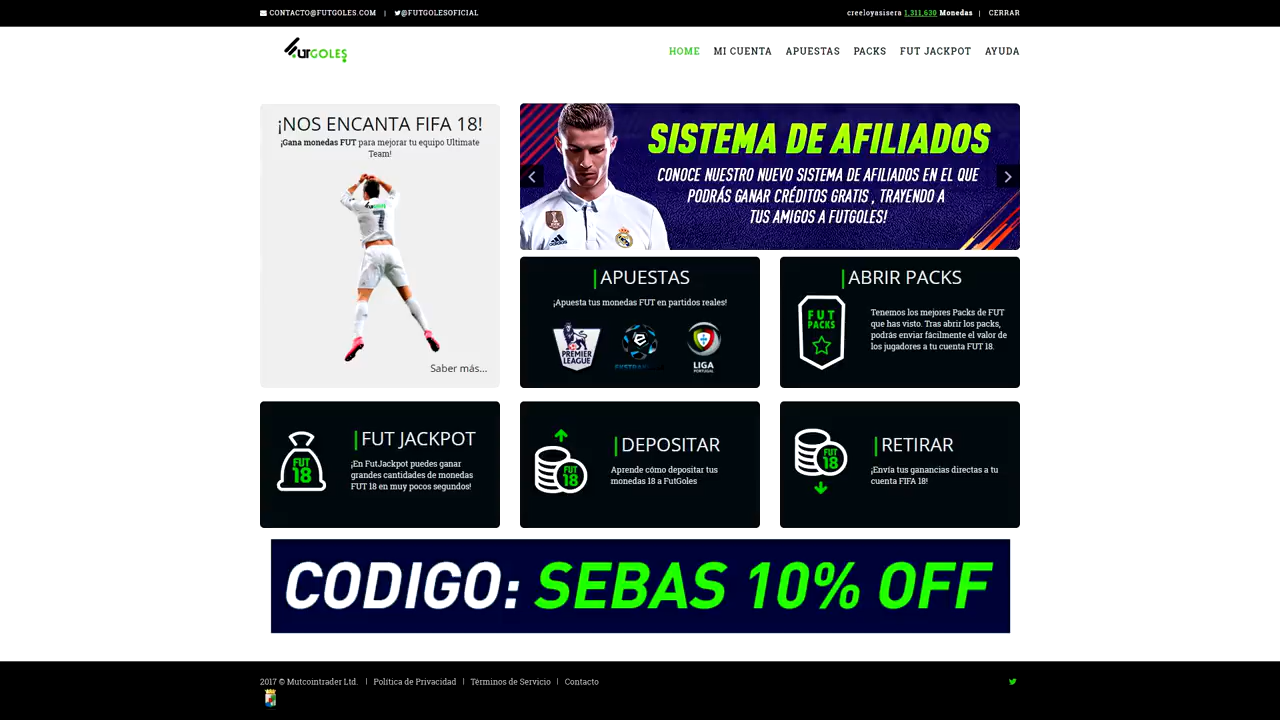 CONTACTO@FUTGOLES.COM | @FUTGOLESOFICIAL
creeloyasisera 1,311,630 Monedas | CERRAR
FUTGOLES
HOME MI CUENTA APUESTAS PACKS FUT JACKPOT AYUDA
¡NOS ENCANTA FIFA 18!
¡Gana monedas FUT para mejorar tu equipo Ultimate
Team!
7
Saber más...
SISTEMA DE AFILIADOS
CONOCE NUESTRO NUEVO SISTEMA DE AFILIADOS EN EL QUE
PODRÁS GANAR CRÉDITOS GRATIS , TRAYENDO A
TUS AMIGOS A FUTGOLES!
|APUESTAS
¡Apuesta tus monedas FUT en partidos reales!
PREMIER
LEAGUE
LIGA
PORTUGAL
|ABRIR PACKS
FUT
PACKS
Tenemos los mejores Packs de FUT
que has visto. Tras abrir los packs,
podrás enviar fácilmente el valor de
los jugadores a tu cuenta FUT 18.
|FUT JACKPOT
FUT
18
¡En FutJackpot puedes ganar
grandes cantidades de monedas
FUT 18 en muy pocos segundos!
|DEPOSITAR
FUT
18
Aprende cómo depositar tus
monedas 18 a FutGoles
|RETIRAR
FUT
18
¡Envía tus ganancias directas a tu
cuenta FIFA 18!
CODIGO: SEBAS 10% OFF
2017 © Mutcointrader Ltd. | Política de Privacidad | Términos de Servicio | Contacto